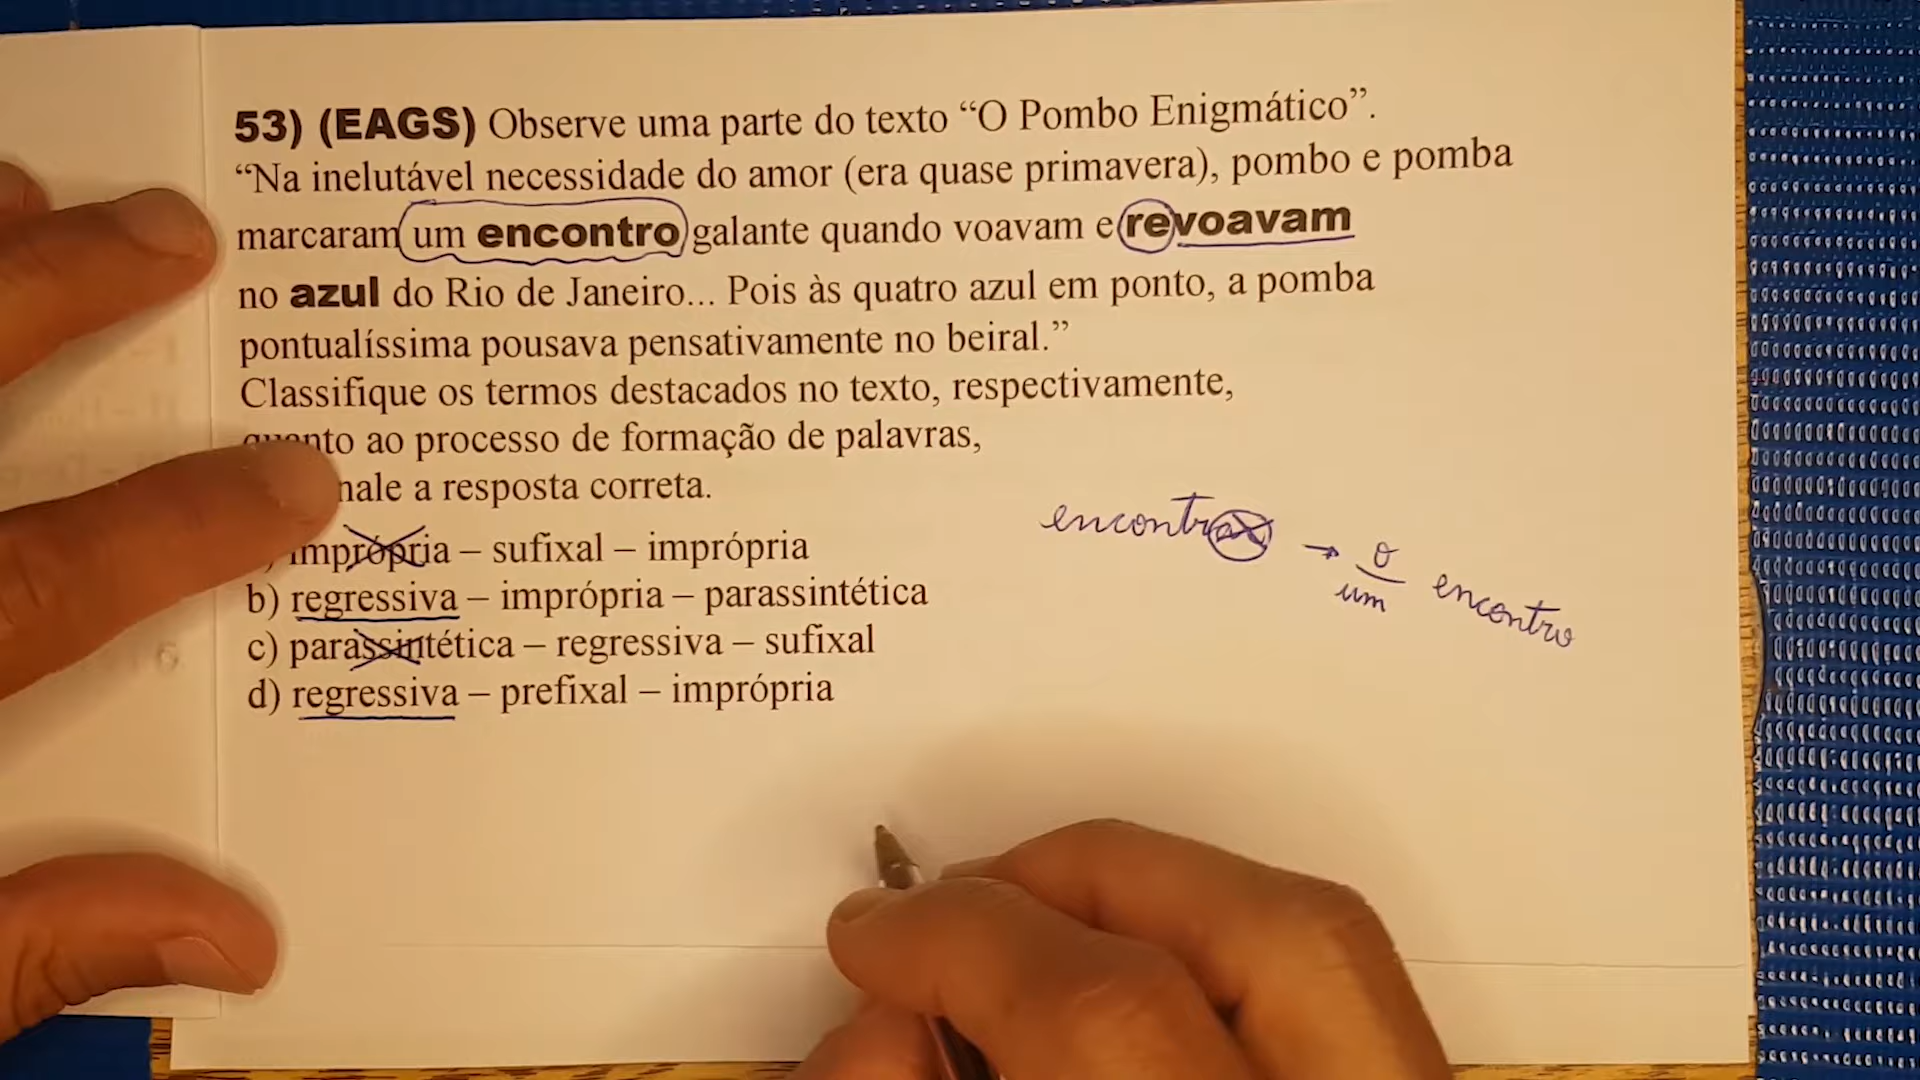 53) (EAGS) Observe uma parte do texto “O Pombo Enigmático”.
“Na inelutável necessidade do amor (era quase primavera), pombo e pomba
marcaram um encontro galante quando voavam e revoavam
no azul do Rio de Janeiro... Pois às quatro azul em ponto, a pomba
pontualíssima pousava pensativamente no beiral.”
Classifique os termos destacados no texto, respectivamente,
ao processo de formação de palavras,
a resposta correta.
imprópria – sufixal – imprópria
b) regressiva – imprópria – parassintética
c) parassintética – regressiva – sufixal
d) regressiva – prefixal – imprópria
encontrar → o
um encontro